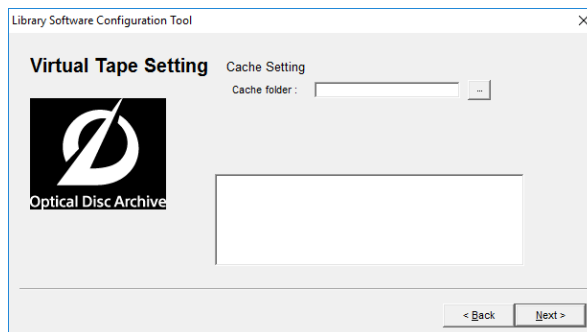 Library Software Configuration Tool
Virtual Tape Setting
Cache Setting
Cache folder :
...
Optical Disc Archive
< Back
Next >